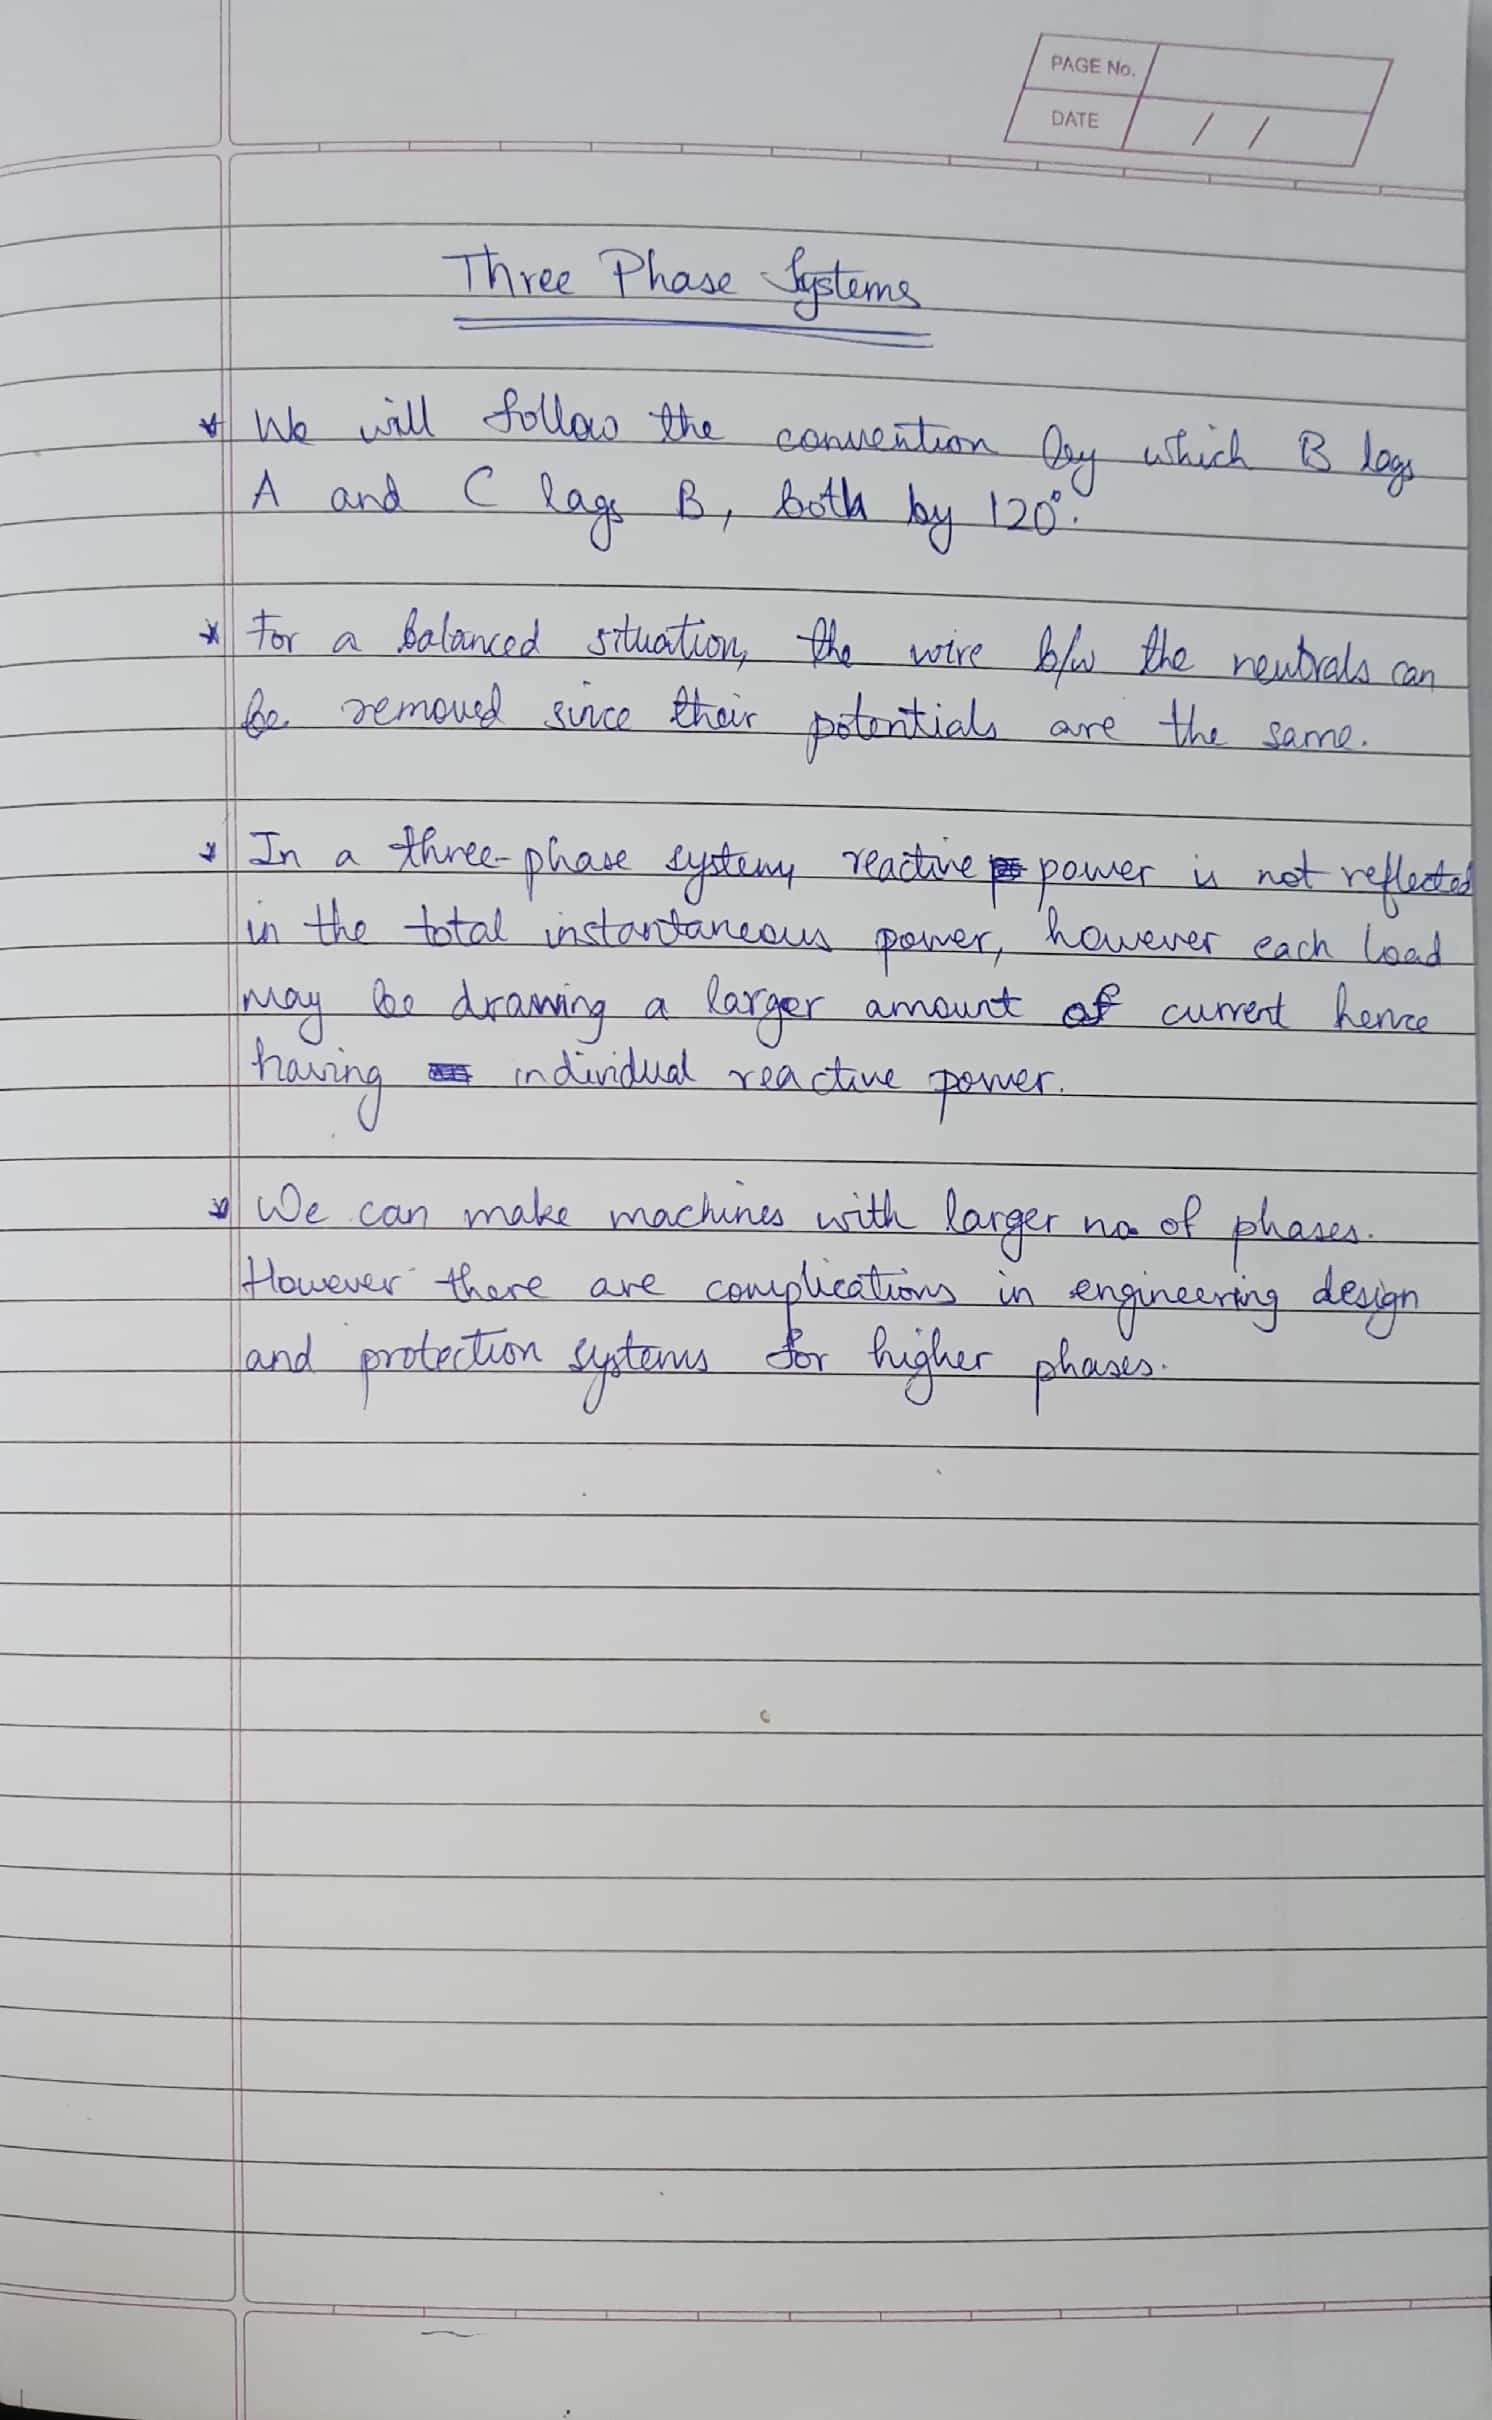 PAGE No.
DATE / /
Three Phase Systems
* We will follow the convention by which B lags
A and C lags B, both by 120°.
* For a balanced situation, the wire b/w the neutrals can
be removed since their potentials are the same.
* In a three-phase system, reactive power is not reflected
in the total instantaneous power, however each load
may be drawing a larger amount of current hence
having individual reactive power.
* We can make machines with larger no of phases.
However there are complications in engineering design
and protection systems for higher phases.